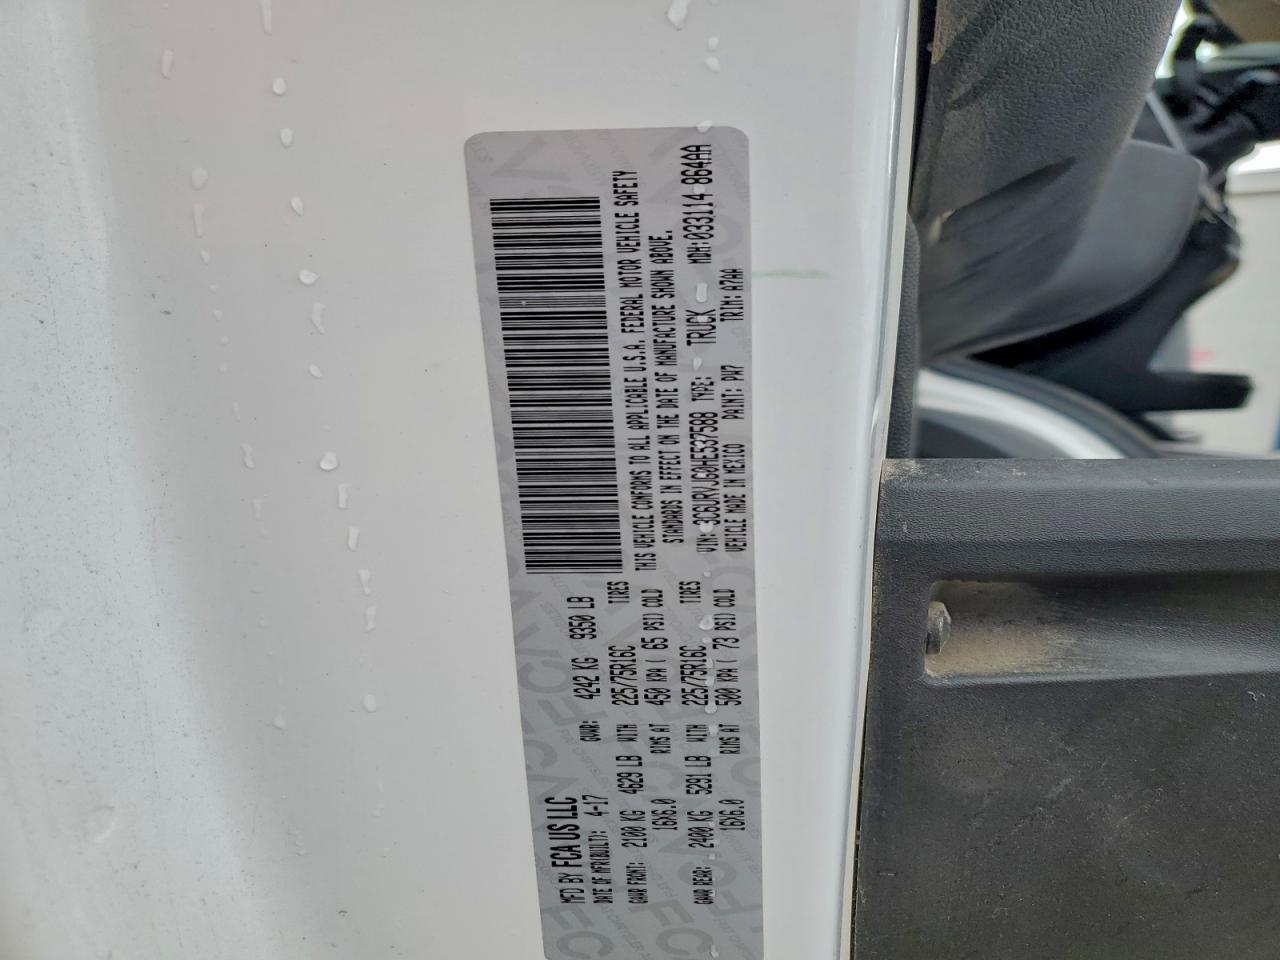 MFD BY FCA US LLC
DATE OF MFR(BUILT): 4-17 GVWR: 4242 KG 9350 LB
GAWR FRONT: 2100 KG 4629 LB WITH 225/75R16C TIRES
16X6.0 RIMS AT 450 KPA ( 65 PSI) COLD
GAWR REAR: 2400 KG 5291 LB WITH 225/75R16C TIRES
16X6.0 RIMS AT 500 KPA ( 73 PSI) COLD
THIS VEHICLE CONFORMS TO ALL APPLICABLE U.S.A. FEDERAL MOTOR VEHICLE SAFETY
STANDARDS IN EFFECT ON THE DATE OF MANUFACTURE SHOWN ABOVE.
VIN: 3C6URVJG0HE537588 TYPE: TRUCK MDH: 033114 864AA
VEHICLE MADE IN MEXICO PAINT: PW7 TRIM: A7AA